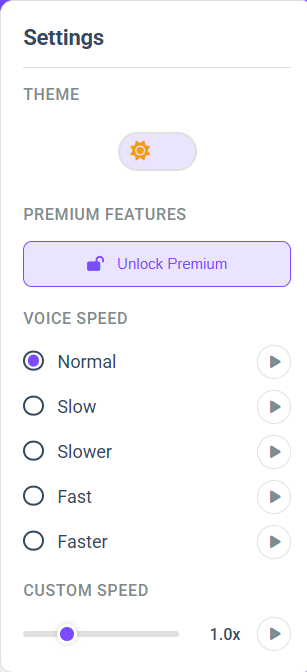 Settings
THEME
PREMIUM FEATURES
Unlock Premium
VOICE SPEED
Normal
Slow
Slower
Fast
Faster
CUSTOM SPEED
1.0x